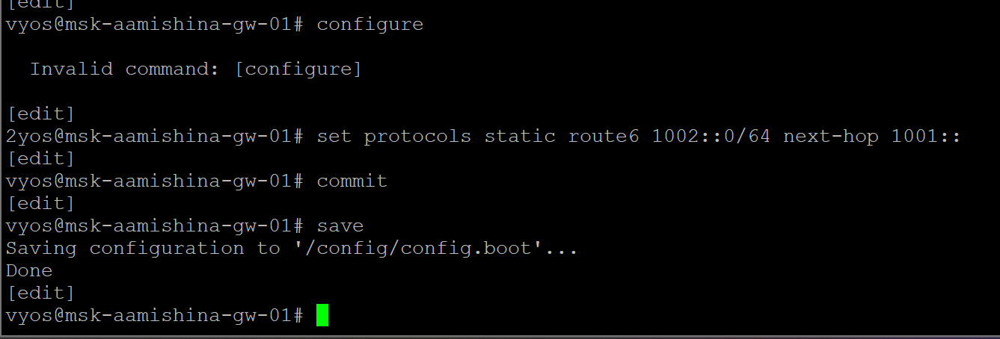 [edit]
vyos@msk-aamishina-gw-01# configure
Invalid command: [configure]
[edit]
2yos@msk-aamishina-gw-01# set protocols static route6 1002::0/64 next-hop 1001::
[edit]
vyos@msk-aamishina-gw-01# commit
[edit]
vyos@msk-aamishina-gw-01# save
Saving configuration to '/config/config.boot'...
Done
[edit]
vyos@msk-aamishina-gw-01#